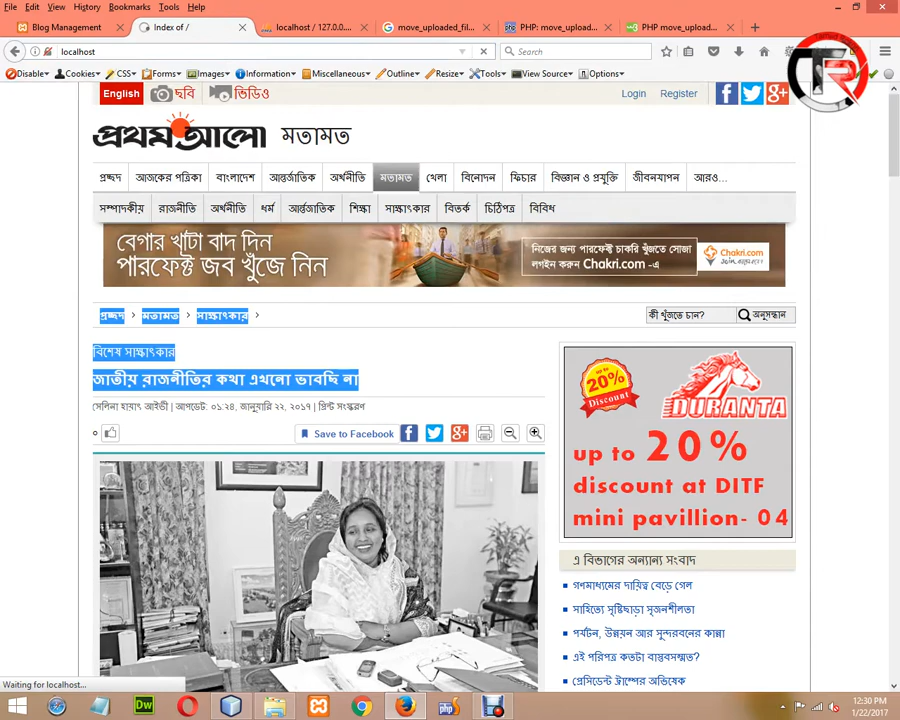 File Edit View History Bookmarks Tools Help
Blog Management
Index of /
localhost / 127.0.0...
move_uploaded_fil...
PHP: move_upload...
PHP move_upload...
localhost
Search
Disable Cookies CSS Forms Images Information Miscellaneous Outline Resize Tools View Source Options
English ছবি ভিডিও
Login Register
প্রথম আলো মতামত
প্রচ্ছদ আজকের পত্রিকা বাংলাদেশ আন্তর্জাতিক অর্থনীতি মতামত খেলা বিনোদন ফিচার বিজ্ঞান ও প্রযুক্তি জীবনযাপন আরও...
সম্পাদকীয় রাজনীতি অর্থনীতি ধর্ম আন্তর্জাতিক শিক্ষা সাক্ষাৎকার বিতর্ক চিঠিপত্র বিবিধ
বেগার খাটা বাদ দিন
পারফেক্ট জব খুঁজে নিন
নিজের জন্য পারফেক্ট চাকরি খুঁজতে সোজা
লগইন করুন Chakri.com -এ
Chakri.com
প্রচ্ছদ › মতামত › সাক্ষাৎকার ›
কী খুঁজতে চান? অনুসন্ধান
বিশেষ সাক্ষাৎকার
জাতীয় রাজনীতির কথা এখনো ভাবছি না
সেলিনা হায়াৎ আইভী | আপডেট: ০১:২৪, জানুয়ারি ২২, ২০১৭ | প্রিন্ট সংস্করণ
০
Save to Facebook
up to
20%
Discount
DURANTA
up to 20%
discount at DITF
mini pavillion- 04
এ বিভাগের অন্যান্য সংবাদ
গণমাধ্যমের দায়িত্ব বেড়ে গেল
সাহিত্যে সৃষ্টিছাড়া সৃজনশীলতা
পর্যটন, উন্নয়ন আর সুন্দরবনের কান্না
এই পরিপত্র কতটা বাস্তবসম্মত?
প্রেসিডেন্ট ট্রাম্পের অভিষেক
Waiting for localhost...
Dw
12:30 PM
1/22/2017